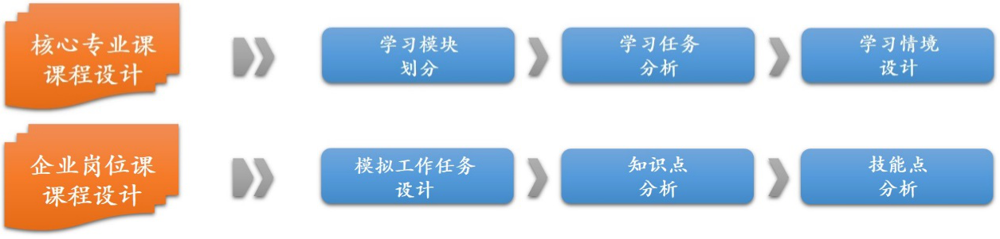 核心专业课
课程设计
学习模块
划分
学习任务
分析
学习情境
设计
企业岗位课
课程设计
模拟工作任务
设计
知识点
分析
技能点
分析